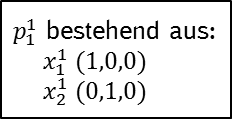 p₁¹ bestehend aus:
x₁¹ (1,0,0)
x₂¹ (0,1,0)